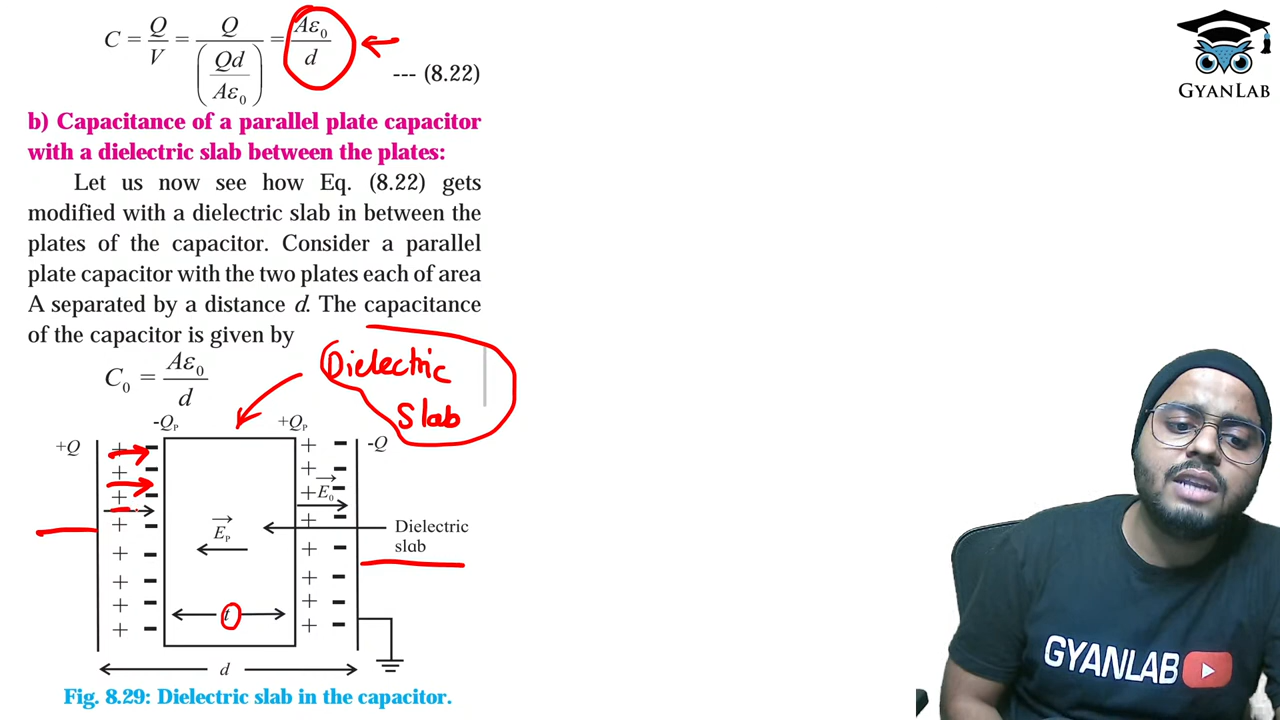 C = Q/V = Q/(Qd/Aε₀) = Aε₀/d
--- (8.22)
b) Capacitance of a parallel plate capacitor
with a dielectric slab between the plates:
Let us now see how Eq. (8.22) gets
modified with a dielectric slab in between the
plates of the capacitor. Consider a parallel
plate capacitor with the two plates each of area
A separated by a distance d. The capacitance
of the capacitor is given by
C₀ = Aε₀/d
Dielectric
Slab
-Qₚ
+Qₚ
+Q
-Q
E₀
Eₚ
Dielectric
slab
t
d
Fig. 8.29: Dielectric slab in the capacitor.
GYANLAB
GYANLAB